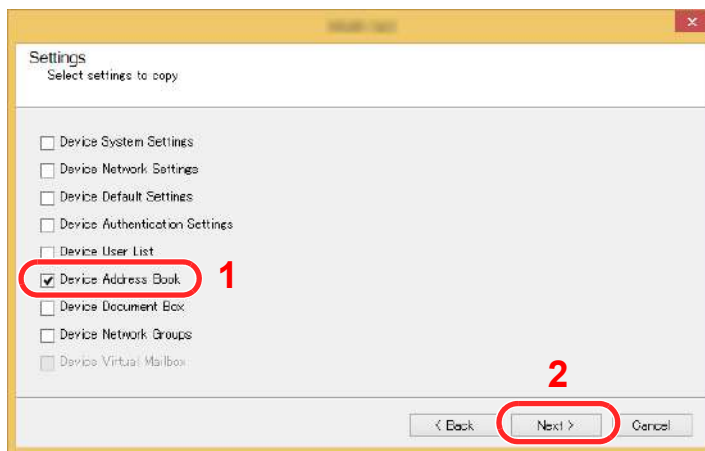 Settings
Select settings to copy
Device System Settings
Device Network Settings
Device Default Settings
Device Authentication Settings
Device User List
Device Address Book 1
Device Document Box
Device Network Groups
Device Virtual Mailbox
2
< Back Next > Cancel